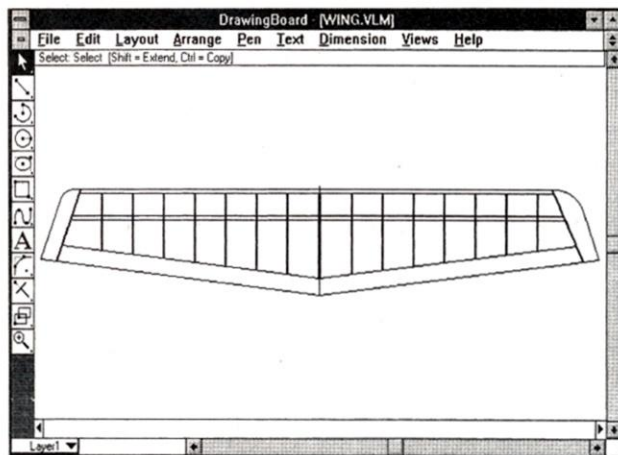 DrawingBoard - [WING.VLM]
File Edit Layout Arrange Pen Text Dimension Views Help
Select: Select [Shift = Extend, Ctrl = Copy]
A
Layer1